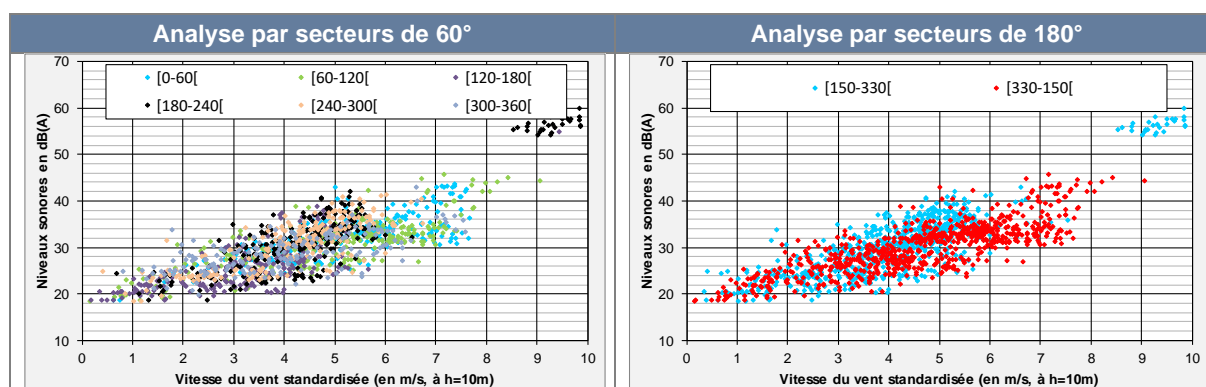 Analyse par secteurs de 60°
Analyse par secteurs de 180°
Niveaux sonores en dB(A)
70
60
50
40
30
20
10
[0-60[
[60-120[
[120-180[
[180-240[
[240-300[
[300-360[
0 1 2 3 4 5 6 7 8 9 10
Vitesse du vent standardisée (en m/s, à h=10m)
Niveaux sonores en dB(A)
70
60
50
40
30
20
10
[150-330[
[330-150[
0 1 2 3 4 5 6 7 8 9 10
Vitesse du vent standardisée (en m/s, à h=10m)